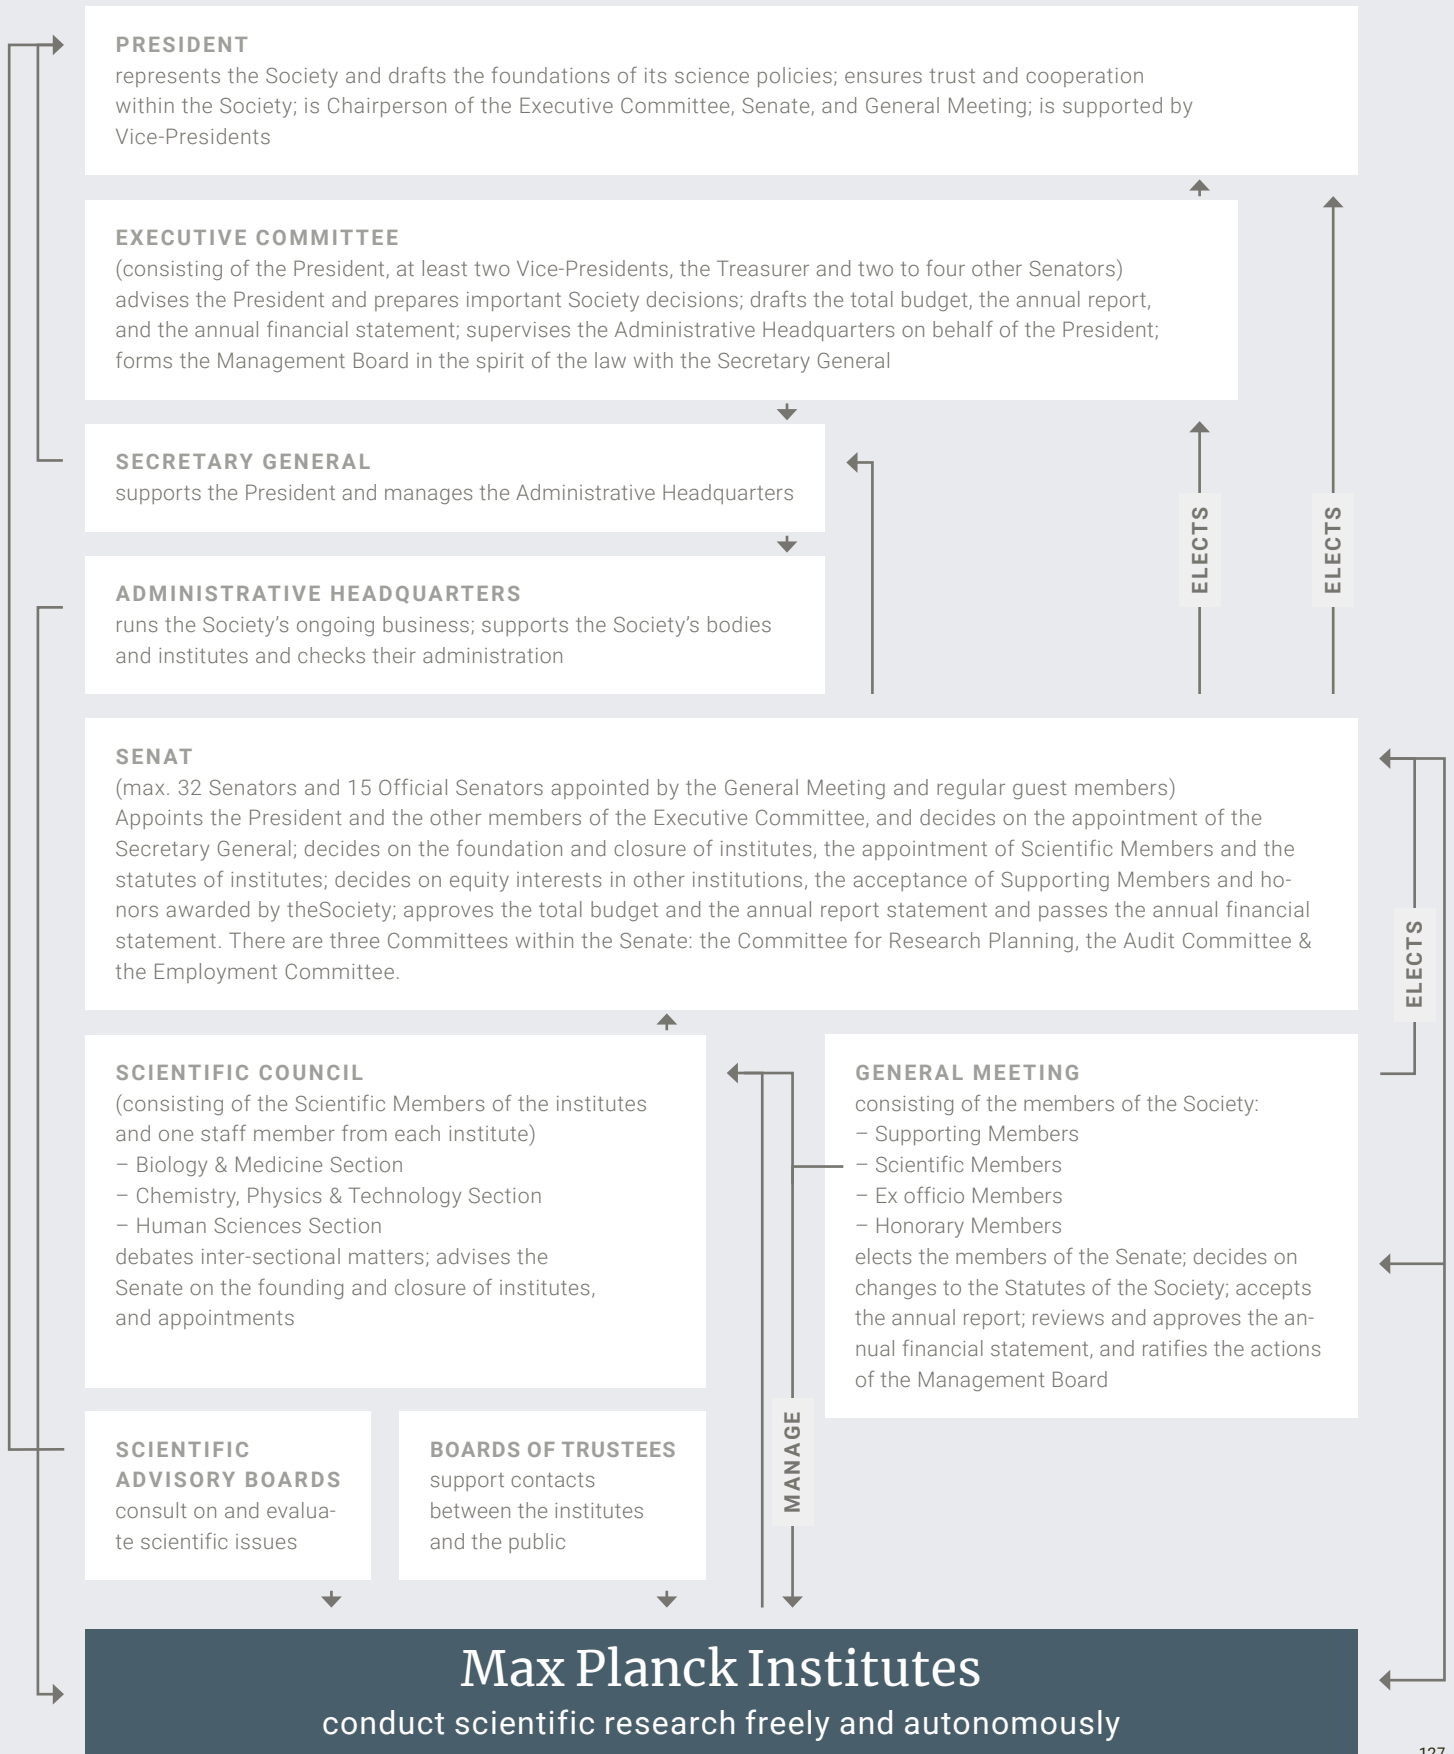 PRESIDENT
represents the Society and drafts the foundations of its science policies; ensures trust and cooperation
within the Society; is Chairperson of the Executive Committee, Senate, and General Meeting; is supported by
Vice-Presidents
EXECUTIVE COMMITTEE
(consisting of the President, at least two Vice-Presidents, the Treasurer and two to four other Senators)
advises the President and prepares important Society decisions; drafts the total budget, the annual report,
and the annual financial statement; supervises the Administrative Headquarters on behalf of the President;
forms the Management Board in the spirit of the law with the Secretary General
SECRETARY GENERAL
supports the President and manages the Administrative Headquarters
ADMINISTRATIVE HEADQUARTERS
runs the Society’s ongoing business; supports the Society’s bodies
and institutes and checks their administration
ELECTS
ELECTS
SENAT
(max. 32 Senators and 15 Official Senators appointed by the General Meeting and regular guest members)
Appoints the President and the other members of the Executive Committee, and decides on the appointment of the
Secretary General; decides on the foundation and closure of institutes, the appointment of Scientific Members and the
statutes of institutes; decides on equity interests in other institutions, the acceptance of Supporting Members and ho-
nors awarded by theSociety; approves the total budget and the annual report statement and passes the annual financial
statement. There are three Committees within the Senate: the Committee for Research Planning, the Audit Committee &
the Employment Committee.
ELECTS
SCIENTIFIC COUNCIL
(consisting of the Scientific Members of the institutes
and one staff member from each institute)
– Biology & Medicine Section
– Chemistry, Physics & Technology Section
– Human Sciences Section
debates inter-sectional matters; advises the
Senate on the founding and closure of institutes,
and appointments
GENERAL MEETING
consisting of the members of the Society:
– Supporting Members
– Scientific Members
– Ex officio Members
– Honorary Members
elects the members of the Senate; decides on
changes to the Statutes of the Society; accepts
the annual report; reviews and approves the an-
nual financial statement, and ratifies the actions
of the Management Board
SCIENTIFIC
ADVISORY BOARDS
consult on and evalua-
te scientific issues
BOARDS OF TRUSTEES
support contacts
between the institutes
and the public
MANAGE
Max Planck Institutes
conduct scientific research freely and autonomously
127